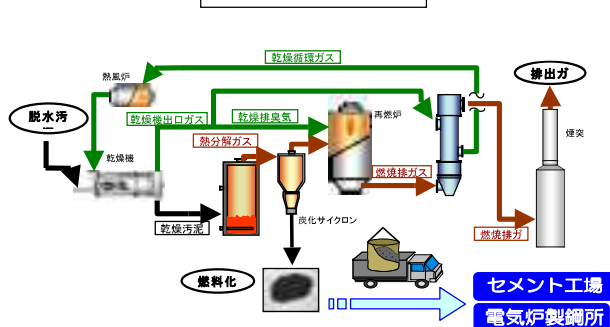 乾燥循環ガス
熱風炉
排出ガ
脱水汚
乾燥機出口ガス
乾燥排臭気
再燃炉
熱分解ガス
煙突
乾燥機
燃焼排ガス
炭化サイクロン
乾燥汚泥
燃焼排ガ
燃料化
セメント工場
電気炉製鋼所